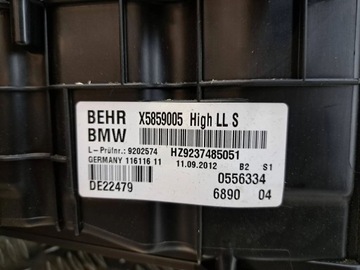 BEHR X5859005 High LL S
BMW
L-Prüfnr.: 9202574 HZ9237485051
GERMANY 116116 11 11.09.2012 B2 S1
DE22479 0556334
6890 04